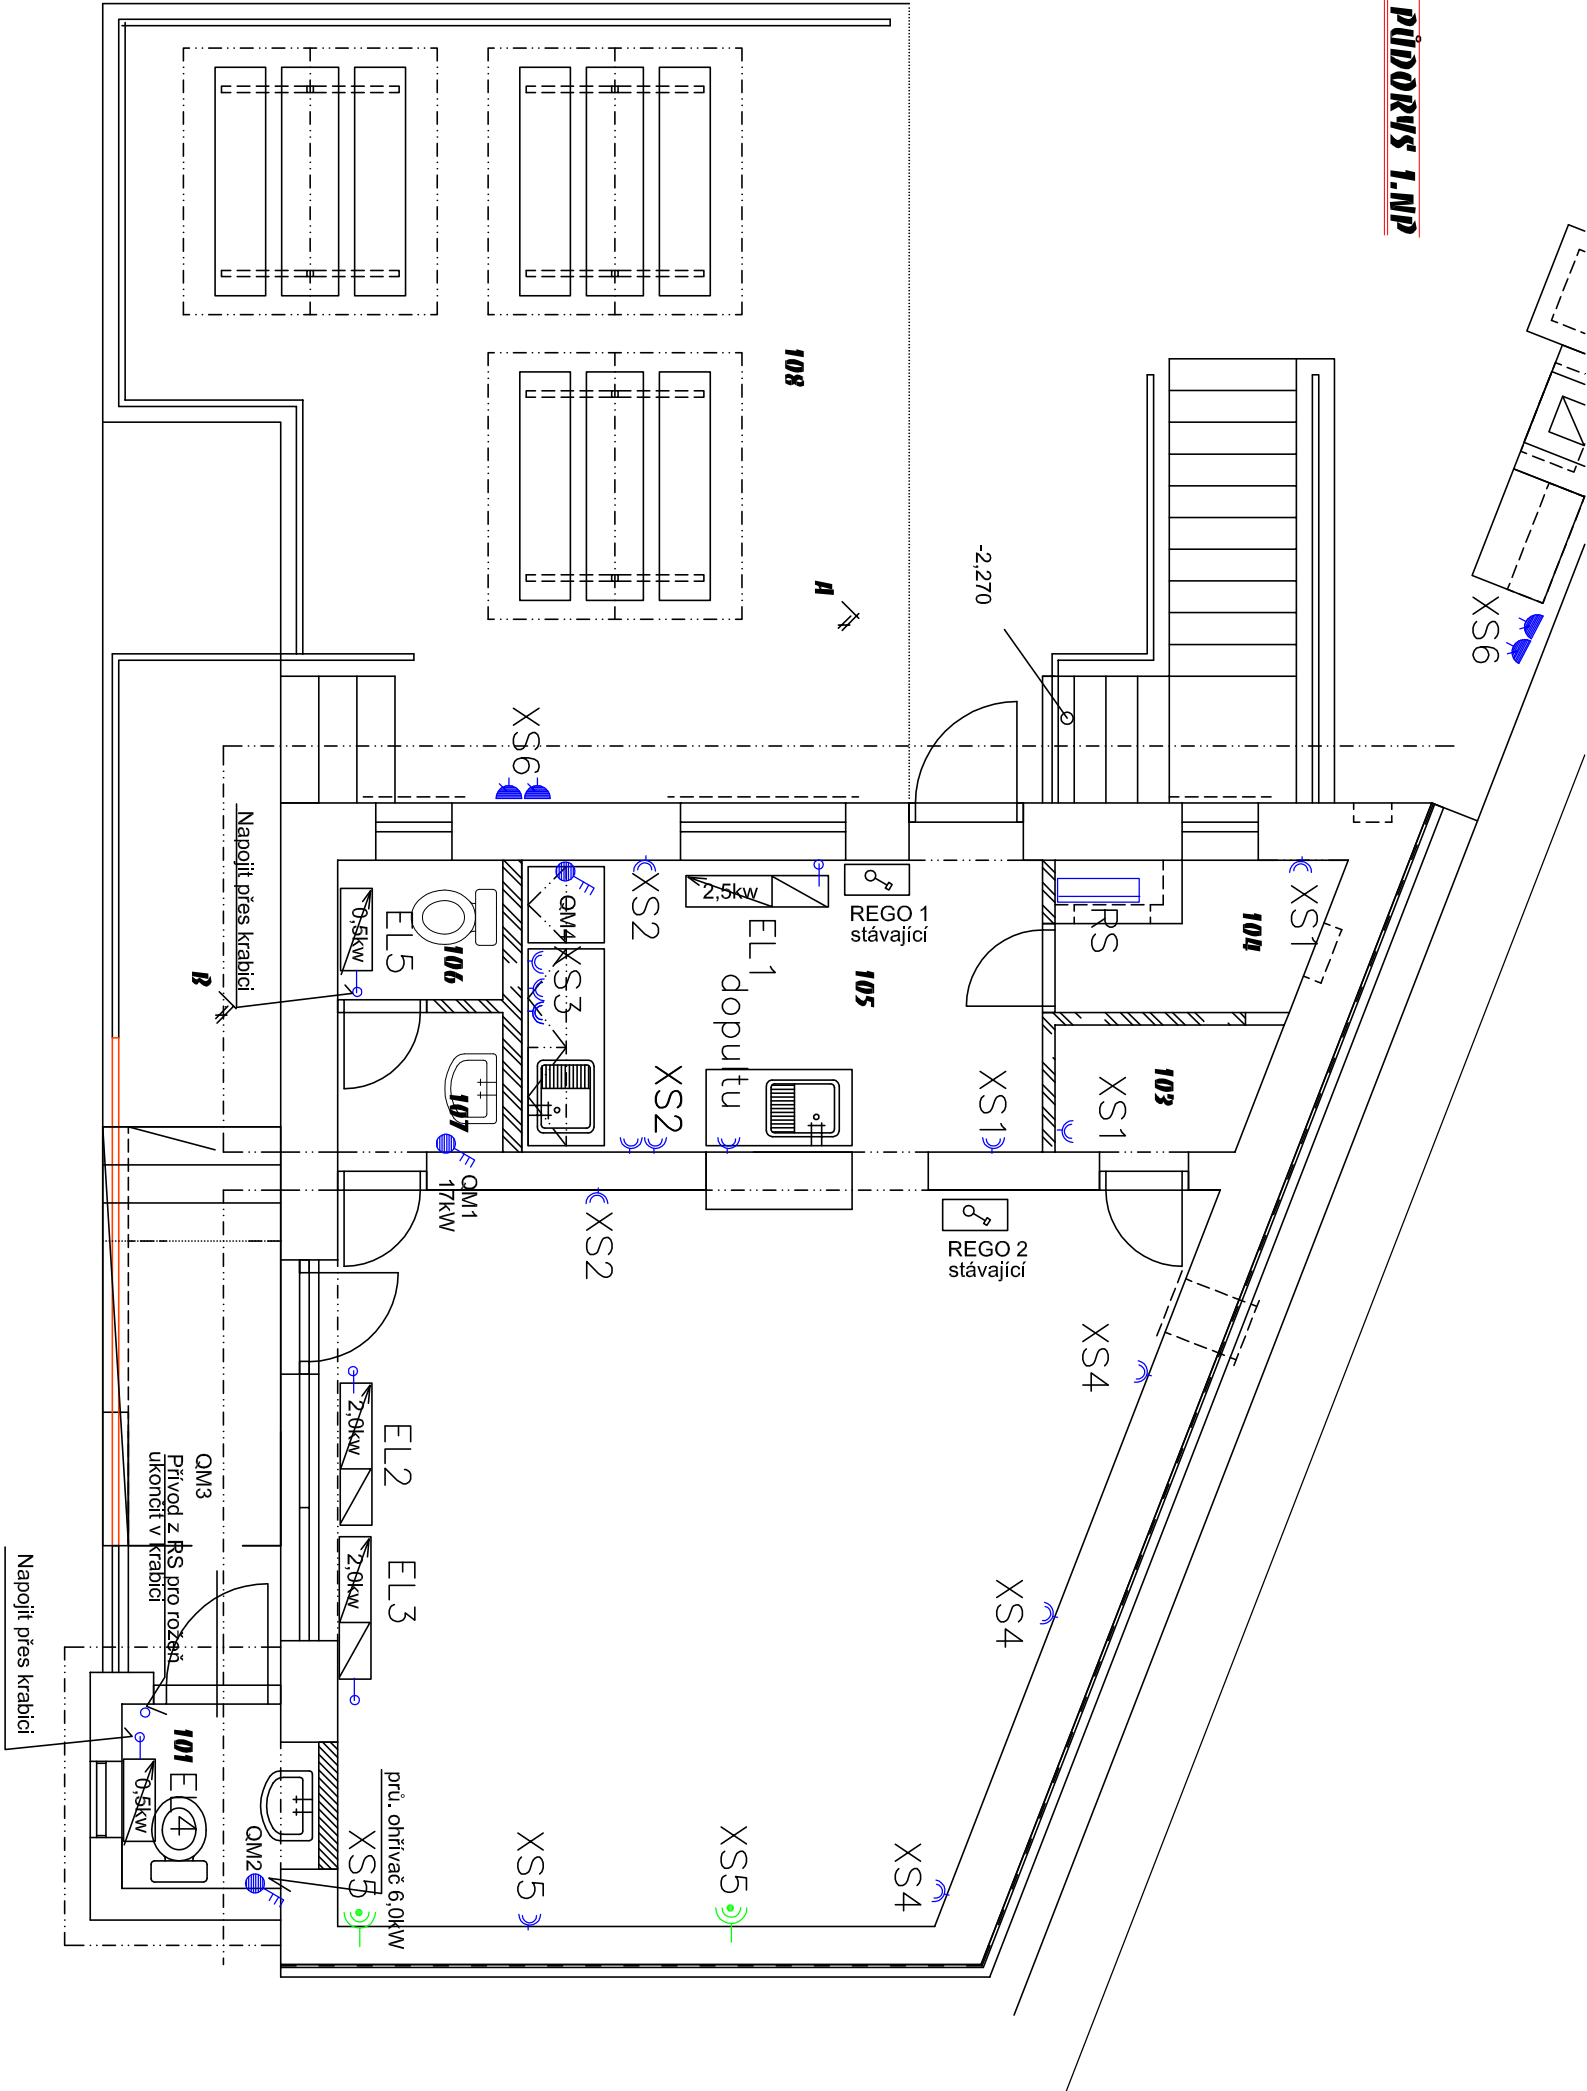 PŮDORYS 1.NP
108
A
-2,270
XS6
XS6
Napojit přes krabici
B
0,5kw
EL5
106
QM4
XS3
XS2
2,5kw
EL1
dopultu
REGO 1
stávající
105
RS
104
XS1
103
XS1
XS1
XS2
107
QM1
17kW
XS2
REGO 2
stávající
XS4
2,0kw
EL2
2,0kw
EL3
XS4
QM3
Přívod z RS pro rožeň
ukončit v krabici
Napojit přes krabici
101
EL4
0,5kw
QM2
prů. ohřívač 6,0kW
XS5
XS5
XS5
XS4